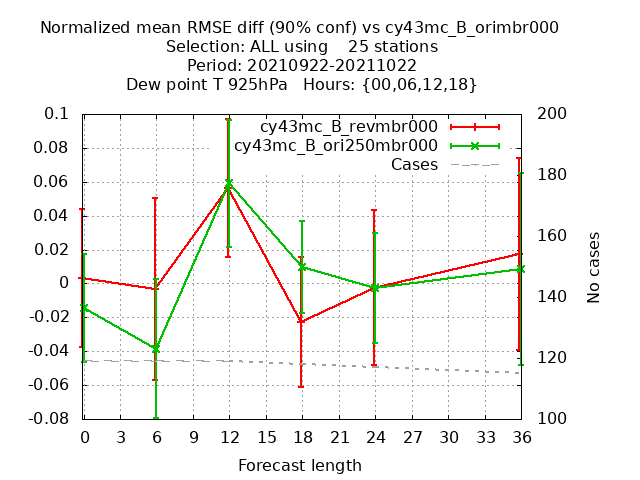 Normalized mean RMSE diff (90% conf) vs cy43mc_B_orimbr000
Selection: ALL using    25 stations
Period: 20210922-20211022
Dew point T 925hPa   Hours: {00,06,12,18}
cy43mc_B_revmbr000
cy43mc_B_ori250mbr000
Cases
0.1
0.08
0.06
0.04
0.02
0
-0.02
-0.04
-0.06
-0.08
200
180
160
140
120
100
No cases
0 3 6 9 12 15 18 21 24 27 30 33 36
Forecast length